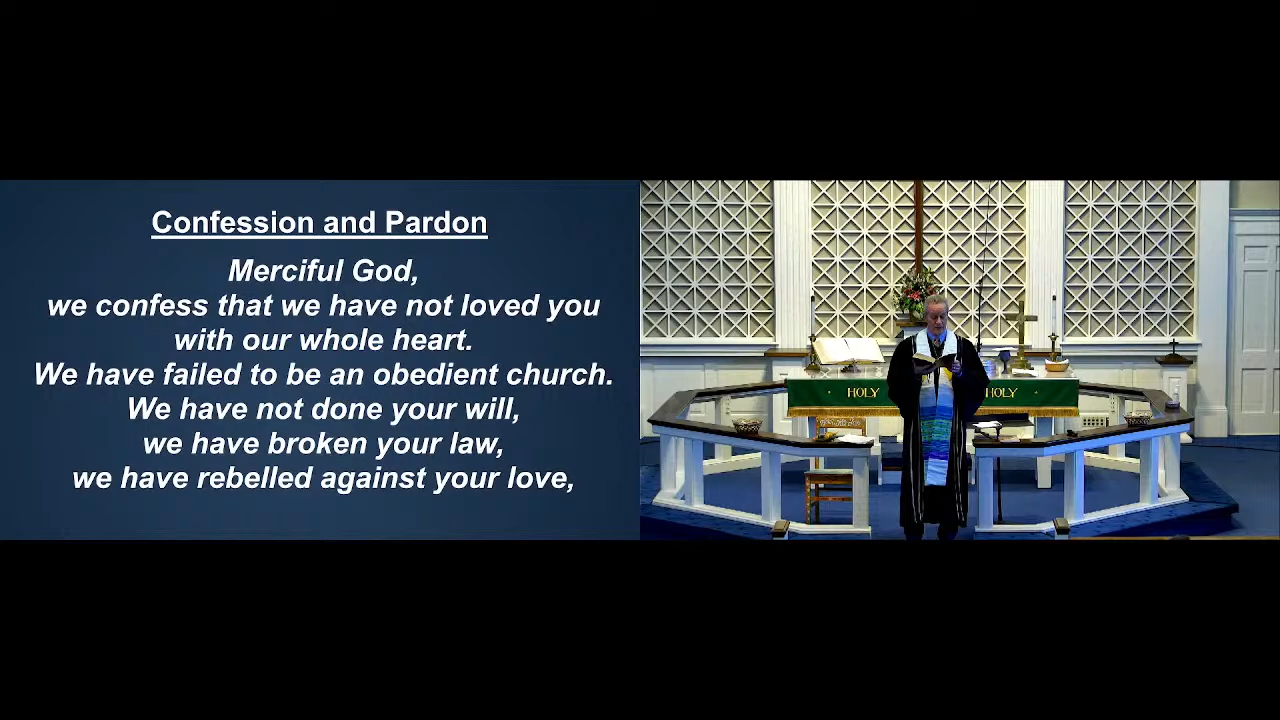 Confession and Pardon
Merciful God,
we confess that we have not loved you
with our whole heart.
We have failed to be an obedient church.
We have not done your will,
we have broken your law,
we have rebelled against your love,
HOLY
HOLY